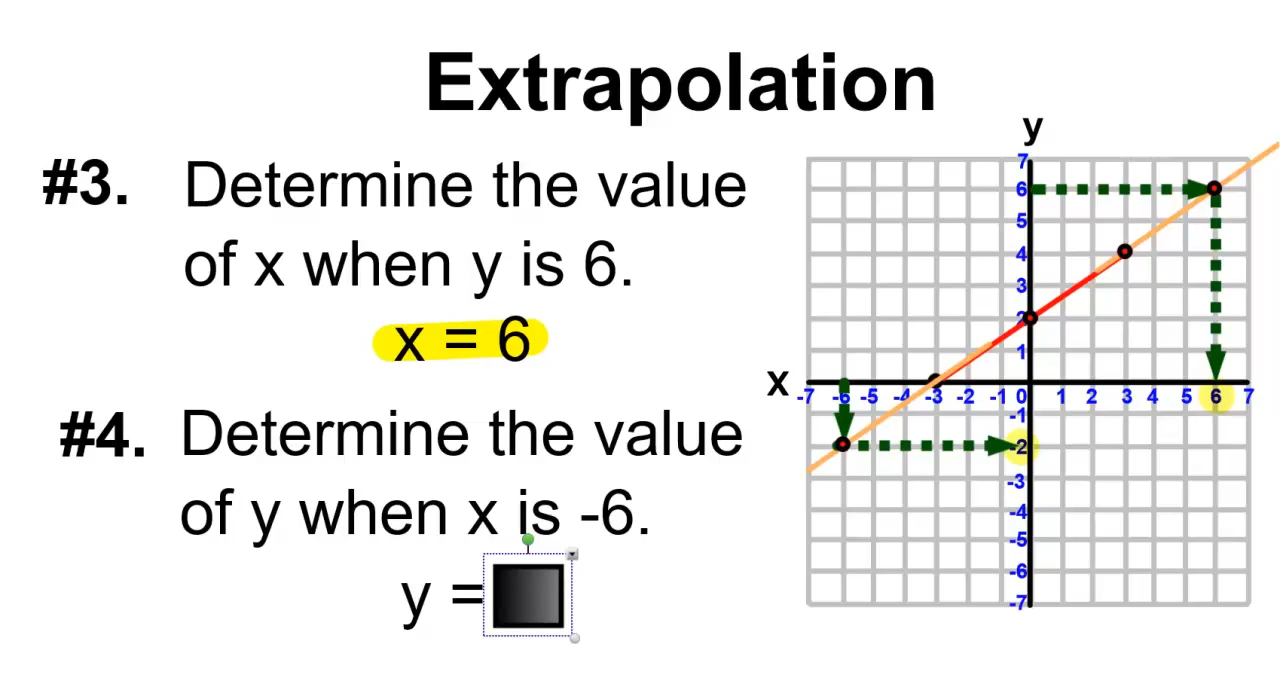 Extrapolation
#3. Determine the value
of x when y is 6.
x = 6
#4. Determine the value
of y when x is -6.
y =
y
7
6
5
4
3
2
1
x
-7 -6 -5 -4 -3 -2 -1 0 1 2 3 4 5 6 7
-1
-2
-3
-4
-5
-6
-7